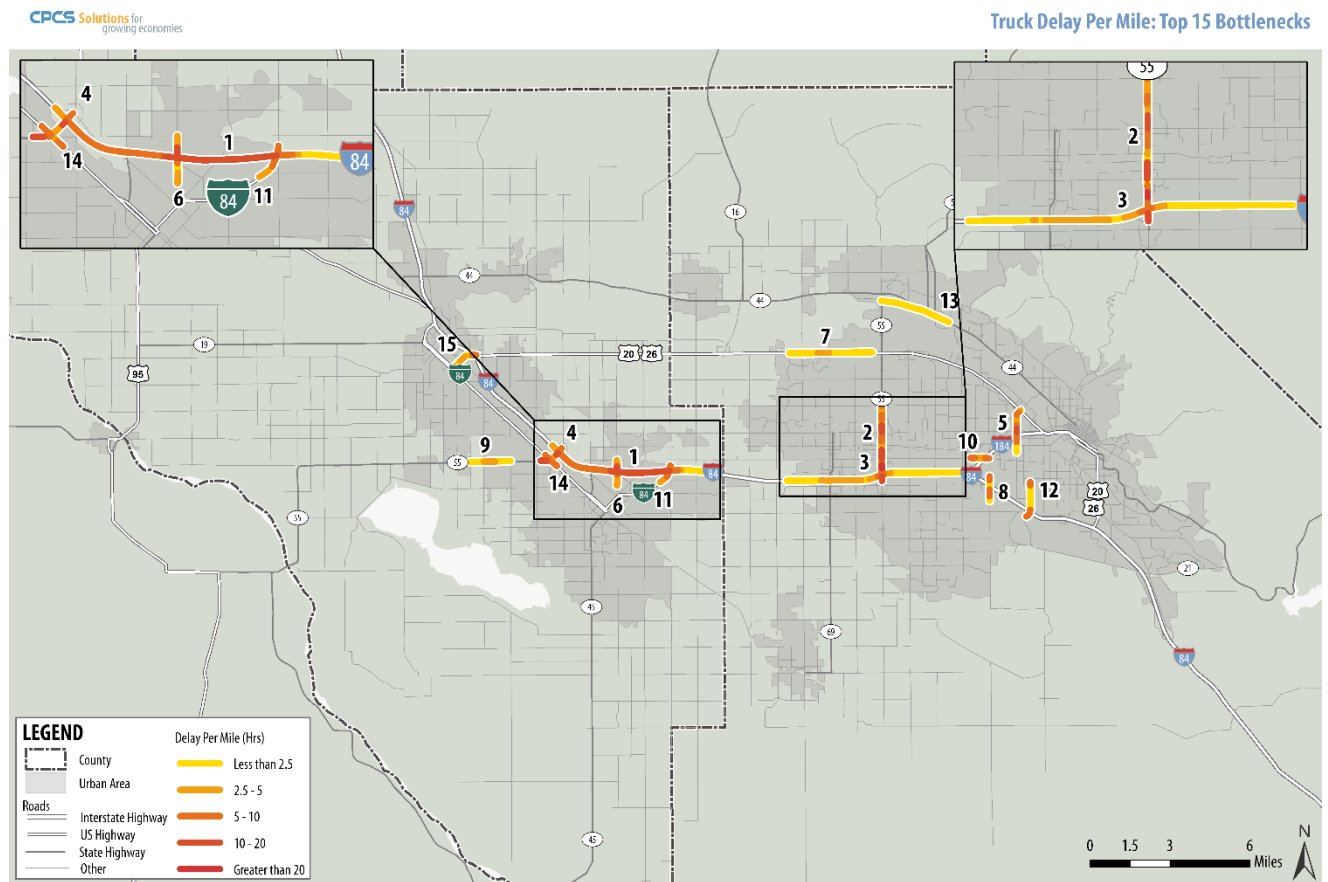 CPCS Solutions for
growing economies
Truck Delay Per Mile: Top 15 Bottlenecks
4
1
14
6
11
84
84
55
2
3
84
16
44
44
13
55
7
19
15
20 26
95
84
84
44
55
2
5
4
9
10
184
55
1
3
14
84
84
6
84
11
8
12
20
26
55
21
45
69
84
45
LEGEND
County
Urban Area
Roads
Interstate Highway
US Highway
State Highway
Other
Delay Per Mile (Hrs)
Less than 2.5
2.5 - 5
5 - 10
10 - 20
Greater than 20
N
0 1.5 3 6
Miles